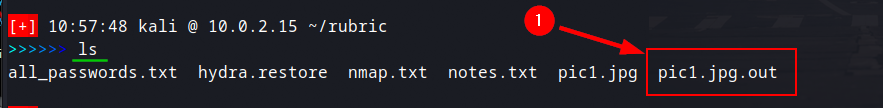 1
[+] 10:57:48 kali @ 10.0.2.15 ~/rubric
>>>>>> ls
all_passwords.txt hydra.restore nmap.txt notes.txt pic1.jpg pic1.jpg.out